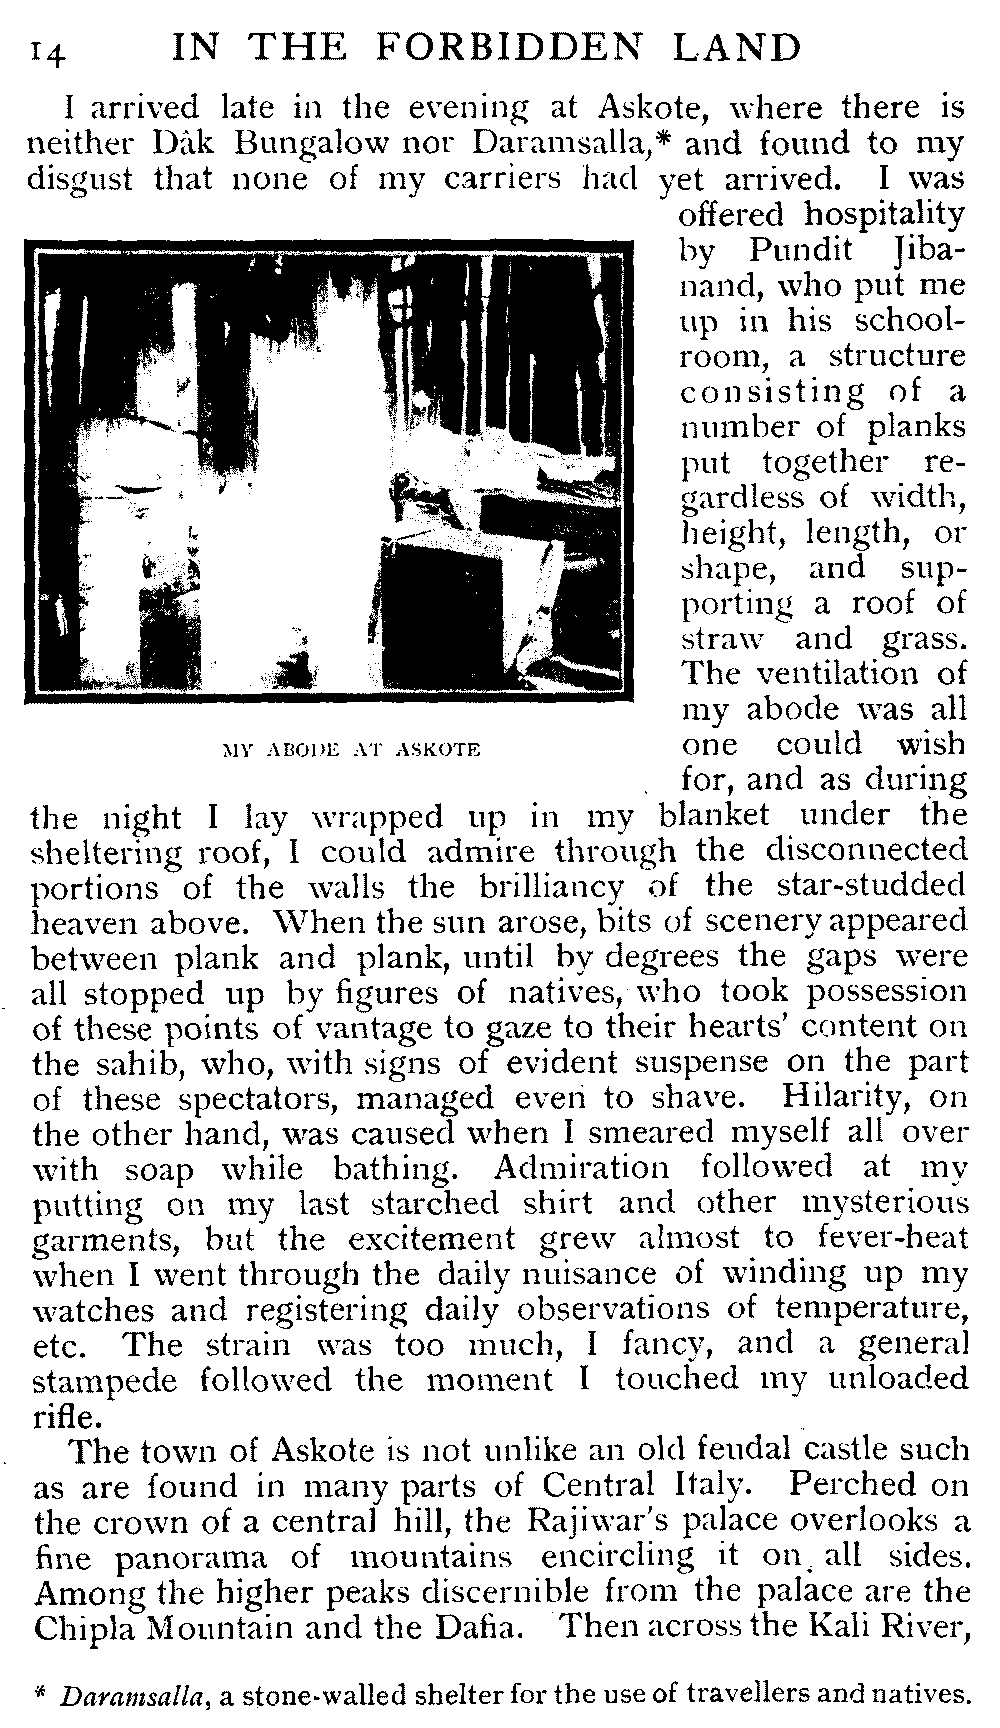 14 IN THE FORBIDDEN LAND
I arrived late in the evening at Askote, where there is
neither Dâk Bungalow nor Daramsalla,* and found to my
disgust that none of my carriers had yet arrived. I was
offered hospitality
by Pundit Jiba-
nand, who put me
up in his school-
room, a structure
consisting of a
number of planks
put together re-
gardless of width,
height, length, or
shape, and sup-
porting a roof of
straw and grass.
The ventilation of
my abode was all
one could wish
for, and as during
MY ABODE AT ASKOTE
the night I lay wrapped up in my blanket under the
sheltering roof, I could admire through the disconnected
portions of the walls the brilliancy of the star-studded
heaven above. When the sun arose, bits of scenery appeared
between plank and plank, until by degrees the gaps were
all stopped up by figures of natives, who took possession
of these points of vantage to gaze to their hearts' content on
the sahib, who, with signs of evident suspense on the part
of these spectators, managed even to shave. Hilarity, on
the other hand, was caused when I smeared myself all over
with soap while bathing. Admiration followed at my
putting on my last starched shirt and other mysterious
garments, but the excitement grew almost to fever-heat
when I went through the daily nuisance of winding up my
watches and registering daily observations of temperature,
etc. The strain was too much, I fancy, and a general
stampede followed the moment I touched my unloaded
rifle.
The town of Askote is not unlike an old feudal castle such
as are found in many parts of Central Italy. Perched on
the crown of a central hill, the Rajiwar's palace overlooks a
fine panorama of mountains encircling it on all sides.
Among the higher peaks discernible from the palace are the
Chipla Mountain and the Dafia. Then across the Kali River,
* Daramsalla, a stone-walled shelter for the use of travellers and natives.